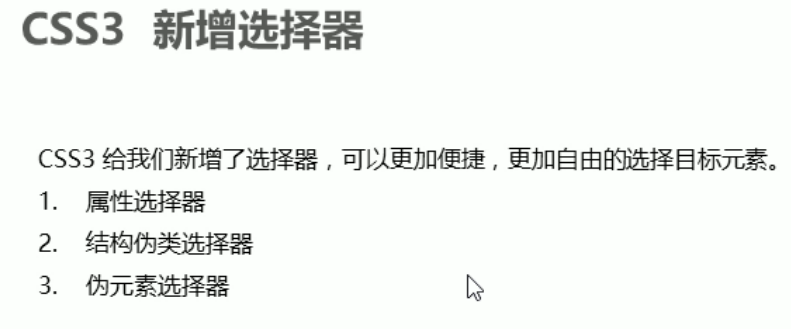 CSS3 新增选择器
CSS3 给我们新增了选择器，可以更加便捷，更加自由的选择目标元素。
1. 属性选择器
2. 结构伪类选择器
3. 伪元素选择器